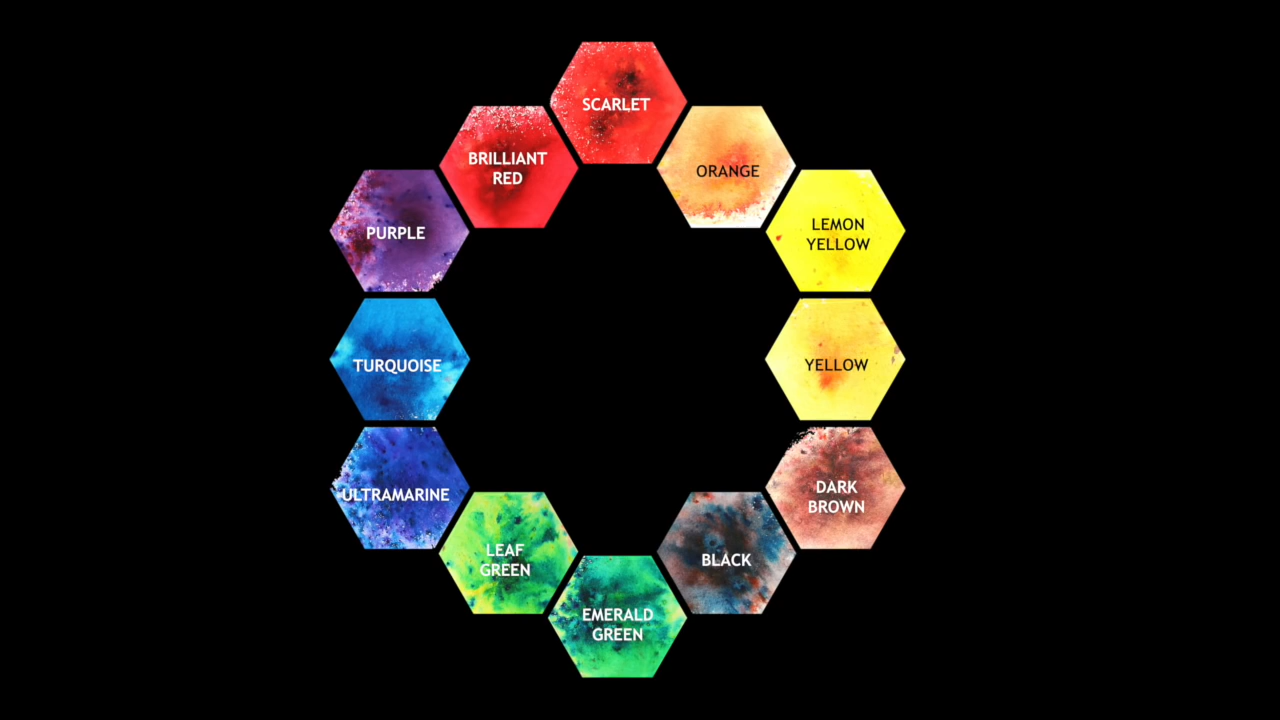 SCARLET
BRILLIANT
RED
ORANGE
PURPLE
LEMON
YELLOW
TURQUOISE
YELLOW
ULTRAMARINE
DARK
BROWN
LEAF
GREEN
BLACK
EMERALD
GREEN